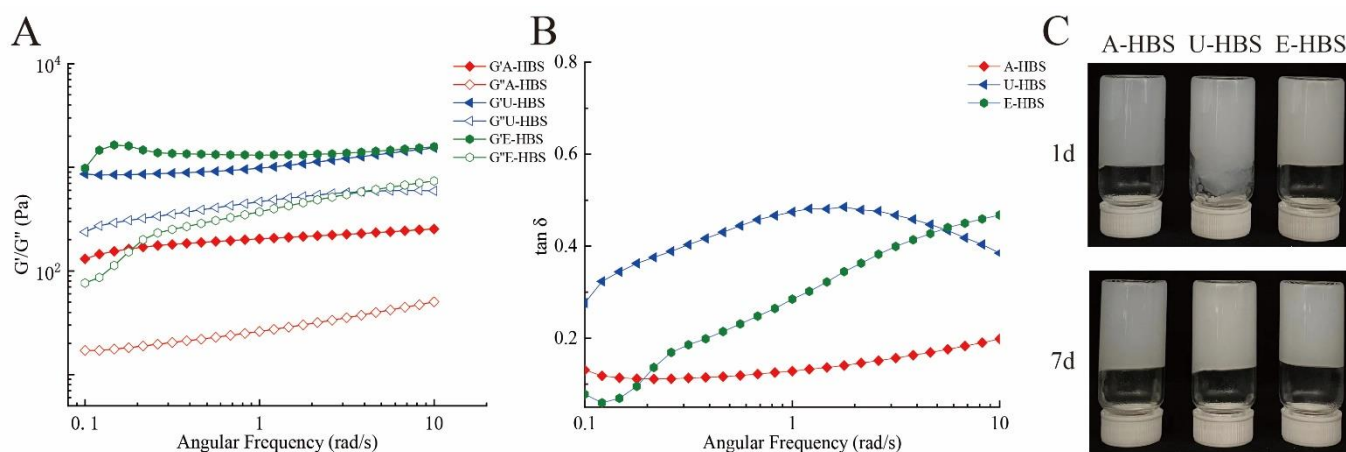 A
G'/G" (Pa)
10⁴
10²
0.1
1
10
Angular Frequency (rad/s)
G'A-HBS
G"A-HBS
G'U-HBS
G"U-HBS
G'E-HBS
G"E-HBS
B
tan δ
0.8
0.6
0.4
0.2
0.1
1
10
Angular Frequency (rad/s)
A-HBS
U-HBS
E-HBS
C
A-HBS U-HBS E-HBS
1d
7d